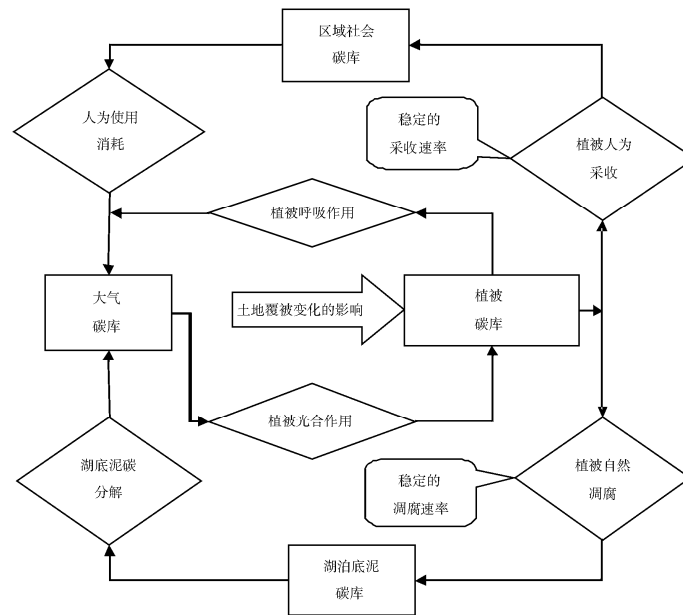 区域社会
碳库
人为使用
消耗
稳定的
采收速率
植被人为
采收
植被呼吸作用
大气
碳库
土地覆被变化的影响
植被
碳库
植被光合作用
湖底泥碳
分解
稳定的
凋腐速率
植被自然
凋腐
湖泊底泥
碳库